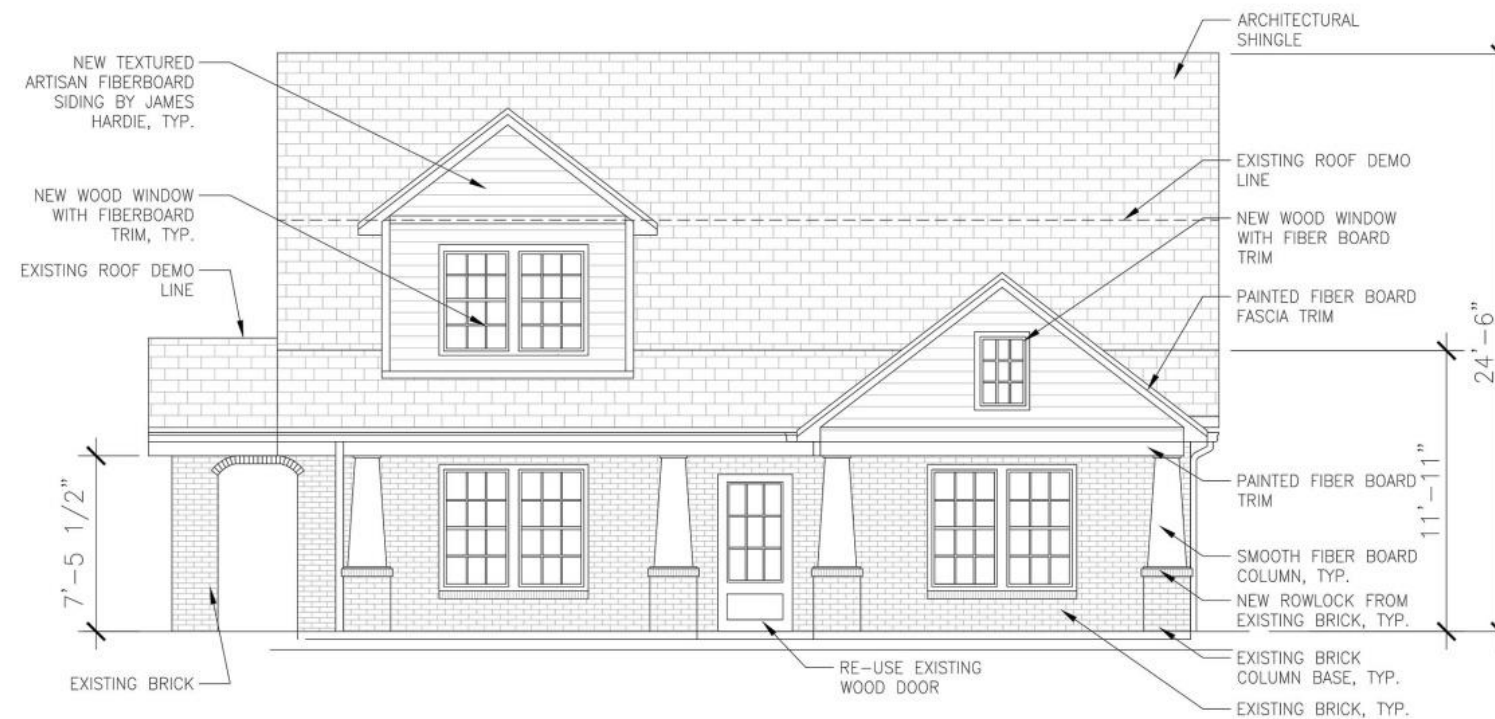 NEW TEXTURED
ARTISAN FIBERBOARD
SIDING BY JAMES
HARDIE, TYP.
NEW WOOD WINDOW
WITH FIBERBOARD
TRIM, TYP.
EXISTING ROOF DEMO
LINE
7'-5 1/2"
EXISTING BRICK
RE-USE EXISTING
WOOD DOOR
ARCHITECTURAL
SHINGLE
EXISTING ROOF DEMO
LINE
NEW WOOD WINDOW
WITH FIBER BOARD
TRIM
PAINTED FIBER BOARD
FASCIA TRIM
PAINTED FIBER BOARD
TRIM
SMOOTH FIBER BOARD
COLUMN, TYP.
NEW ROWLOCK FROM
EXISTING BRICK, TYP.
EXISTING BRICK
COLUMN BASE, TYP.
EXISTING BRICK, TYP.
11'-11"
24'-6"